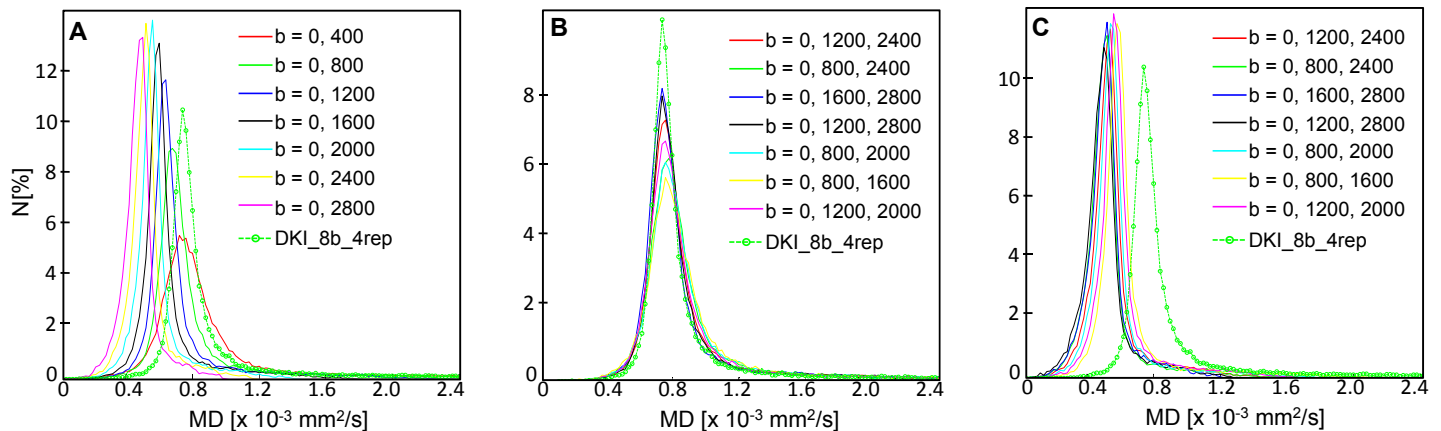 A
b = 0, 400
b = 0, 800
b = 0, 1200
b = 0, 1600
b = 0, 2000
b = 0, 2400
b = 0, 2800
DKI_8b_4rep
N[%]
12
10
8
6
4
2
0
0 0.4 0.8 1.2 1.6 2.0 2.4
MD [x 10⁻³ mm²/s]
B
b = 0, 1200, 2400
b = 0, 800, 2400
b = 0, 1600, 2800
b = 0, 1200, 2800
b = 0, 800, 2000
b = 0, 800, 1600
b = 0, 1200, 2000
DKI_8b_4rep
8
6
4
2
0
0 0.4 0.8 1.2 1.6 2.0 2.4
MD [x 10⁻³ mm²/s]
C
b = 0, 1200, 2400
b = 0, 800, 2400
b = 0, 1600, 2800
b = 0, 1200, 2800
b = 0, 800, 2000
b = 0, 800, 1600
b = 0, 1200, 2000
DKI_8b_4rep
10
8
6
4
2
0
0 0.4 0.8 1.2 1.6 2.0 2.4
MD [x 10⁻³ mm²/s]